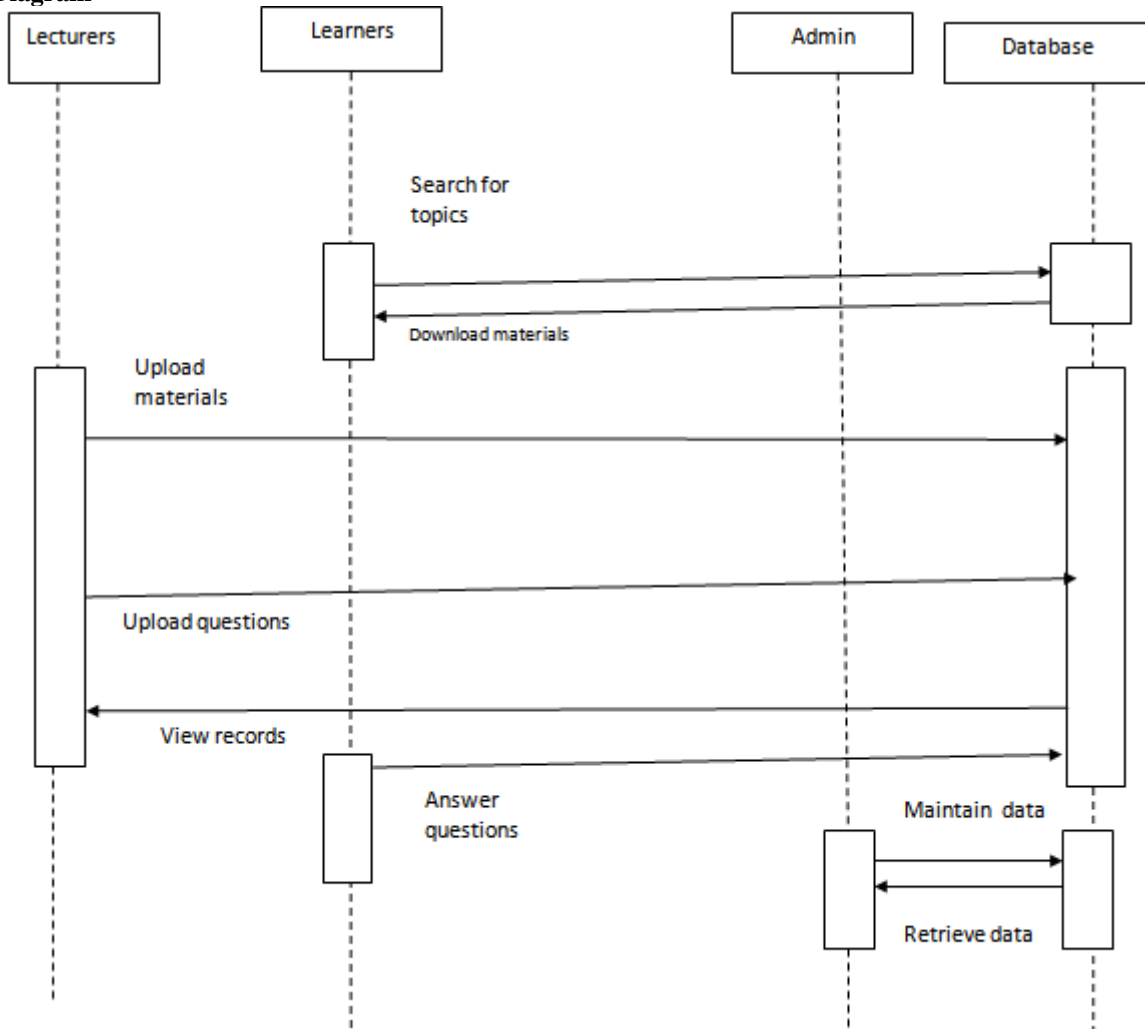 Lecturers
Learners
Admin
Database
Search for
topics
Download materials
Upload
materials
Upload questions
View records
Answer
questions
Maintain data
Retrieve data